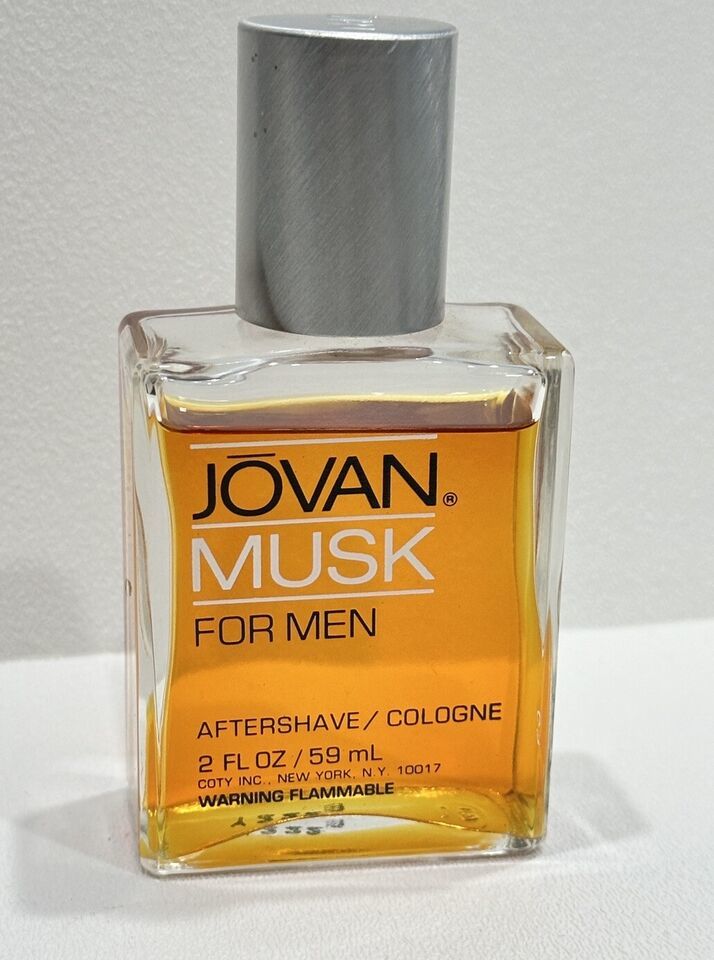 JŌVAN®
MUSK
FOR MEN
AFTERSHAVE/ COLOGNE
2 FL OZ / 59 mL
COTY INC., NEW YORK, N.Y. 10017
WARNING FLAMMABLE